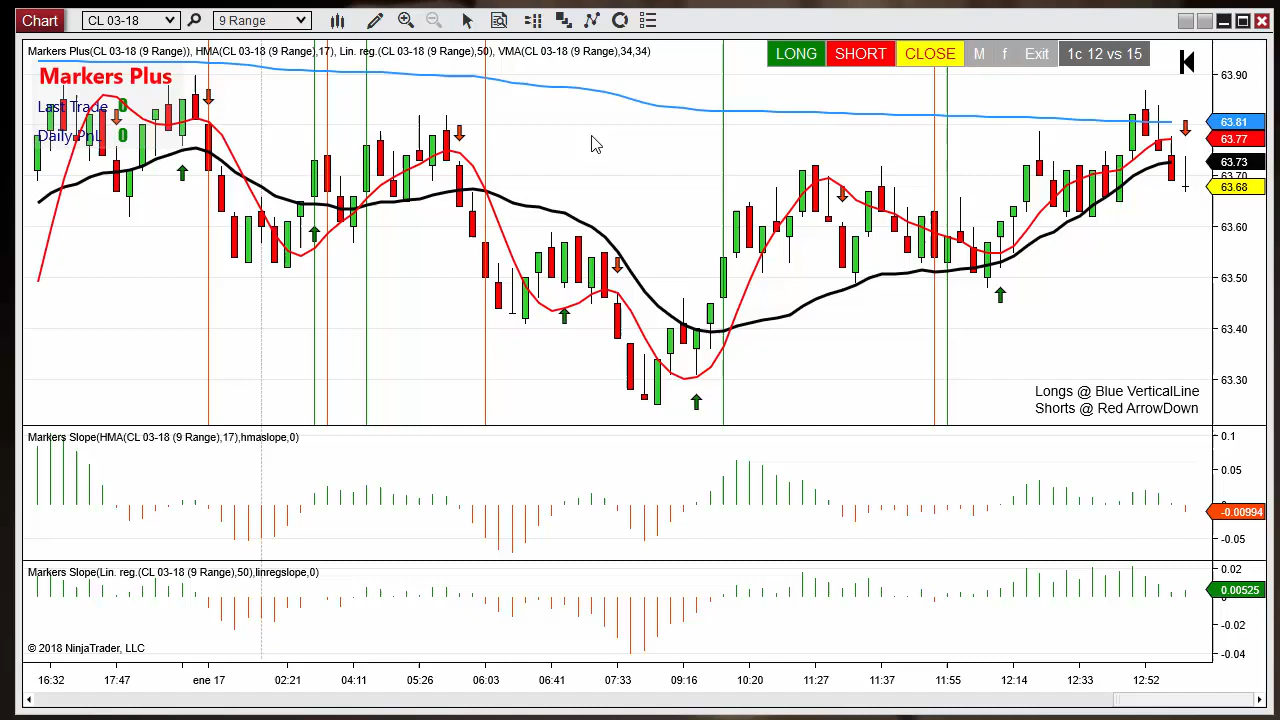 Chart CL 03-18 9 Range
Markers Plus(CL 03-18 (9 Range)), HMA(CL 03-18 (9 Range),17), Lin. reg.(CL 03-18 (9 Range),50), VMA(CL 03-18 (9 Range),34,34)
LONG SHORT CLOSE M f Exit 1c 12 vs 15
Markers Plus
Last Trade 0
Daily PnL 0
63.90
63.81
63.77
63.73
63.70
63.68
63.60
63.50
63.40
63.30
Longs @ Blue VerticalLine
Shorts @ Red ArrowDown
Markers Slope(HMA(CL 03-18 (9 Range),17),hmaslope,0)
0.1
0.05
-0.00994
-0.05
Markers Slope(Lin. reg.(CL 03-18 (9 Range),50),linregslope,0)
0.02
0.00525
-0.02
-0.04
© 2018 NinjaTrader, LLC
16:32 17:47 ene 17 02:21 04:11 05:26 06:03 06:41 07:33 09:16 10:20 11:27 11:37 11:55 12:14 12:33 12:52